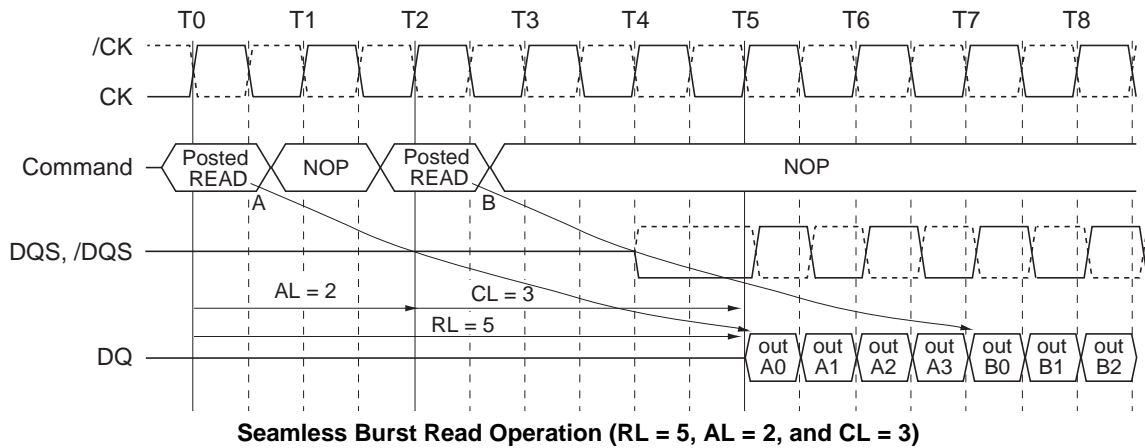 T0 T1 T2 T3 T4 T5 T6 T7 T8
/CK
CK
Command
Posted
READ
NOP
Posted
READ
NOP
A
B
DQS, /DQS
AL = 2
CL = 3
RL = 5
DQ
out
A0
out
A1
out
A2
out
A3
out
B0
out
B1
out
B2
Seamless Burst Read Operation (RL = 5, AL = 2, and CL = 3)